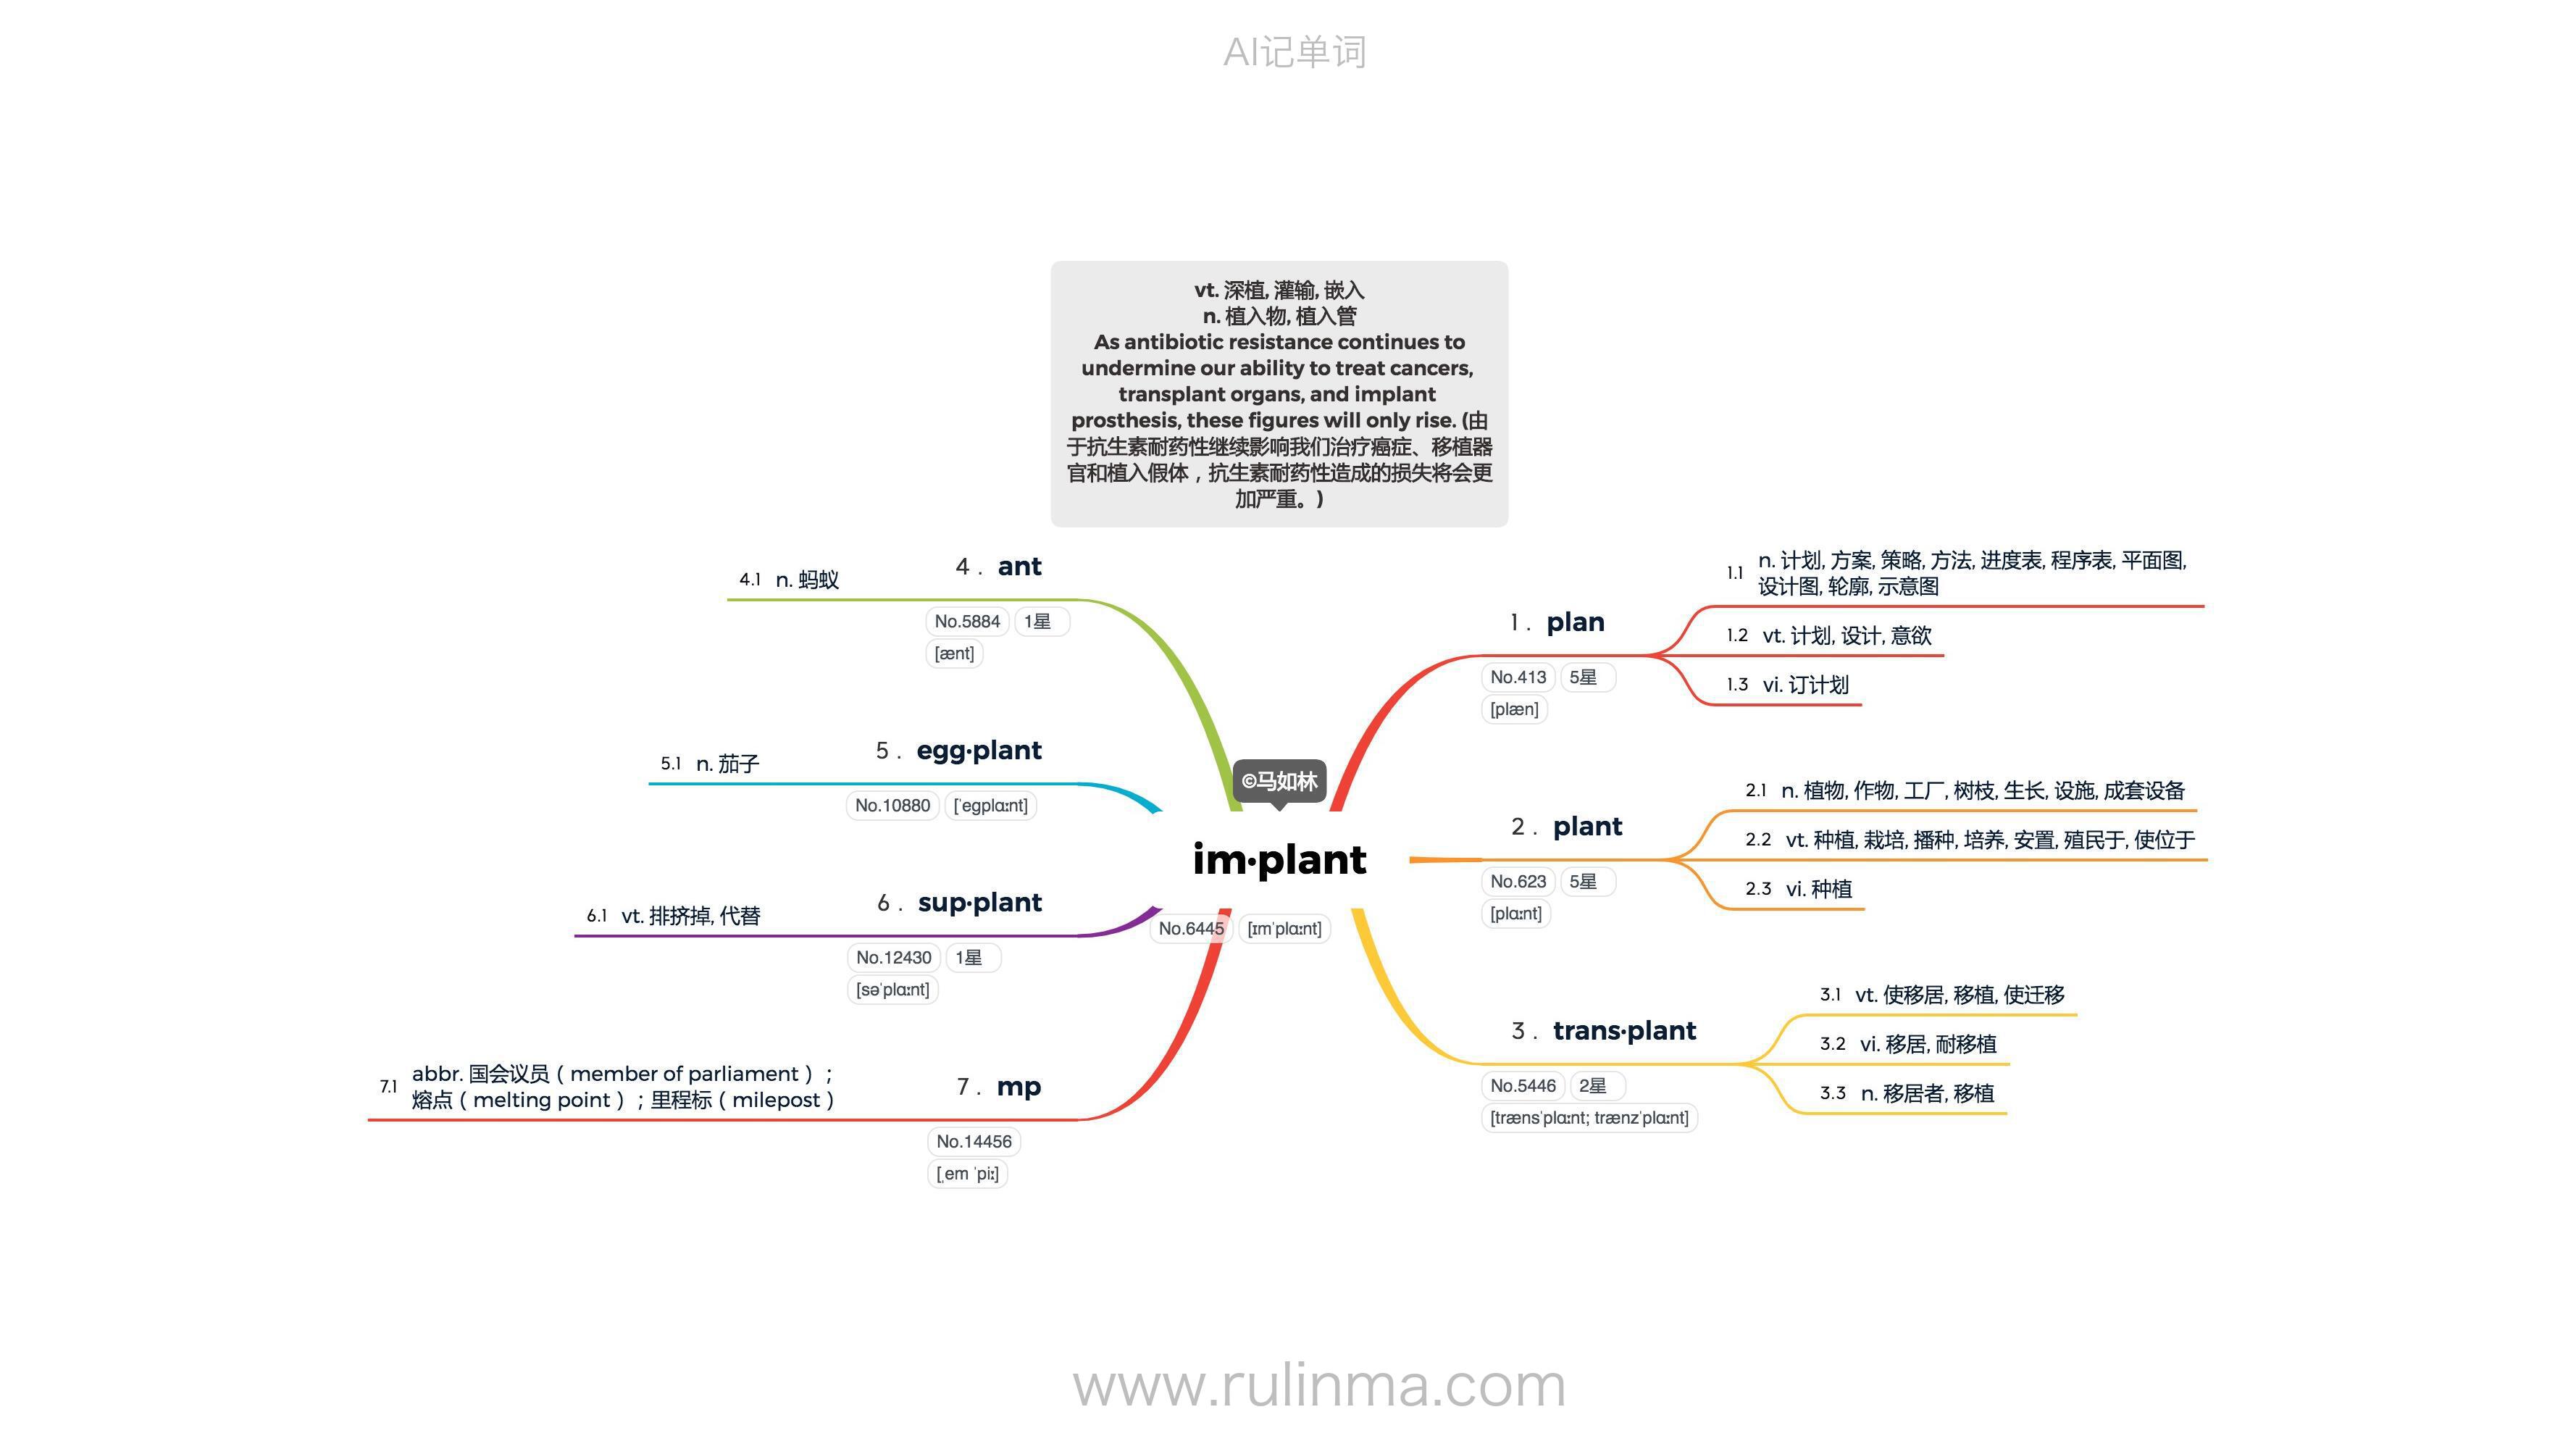 AI记单词
vt. 深植, 灌输, 嵌入
n. 植入物, 植入管
As antibiotic resistance continues to
undermine our ability to treat cancers,
transplant organs, and implant
prosthesis, these figures will only rise. (由
于抗生素耐药性继续影响我们治疗癌症、移植器
官和植入假体，抗生素耐药性造成的损失将会更
加严重。)
©马如林
im·plant
No.6445 [ɪmˈplɑːnt]
1. plan
No.413 5星
[plæn]
1.1 n. 计划, 方案, 策略, 方法, 进度表, 程序表, 平面图,
设计图, 轮廓, 示意图
1.2 vt. 计划, 设计, 意欲
1.3 vi. 订计划
2. plant
No.623 5星
[plɑːnt]
2.1 n. 植物, 作物, 工厂, 树枝, 生长, 设施, 成套设备
2.2 vt. 种植, 栽培, 播种, 培养, 安置, 殖民于, 使位于
2.3 vi. 种植
3. trans·plant
No.5446 2星
[trænsˈplɑːnt; trænzˈplɑːnt]
3.1 vt. 使移居, 移植, 使迁移
3.2 vi. 移居, 耐移植
3.3 n. 移居者, 移植
4. ant
No.5884 1星
[ænt]
4.1 n. 蚂蚁
5. egg·plant
No.10880 [ˈegplɑːnt]
5.1 n. 茄子
6. sup·plant
No.12430 1星
[səˈplɑːnt]
6.1 vt. 排挤掉, 代替
7. mp
No.14456
[ˌem ˈpiː]
7.1 abbr. 国会议员（member of parliament）；
熔点（melting point）；里程标（milepost）
www.rulinma.com